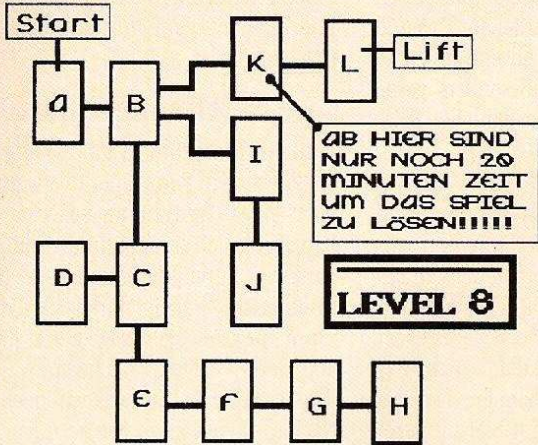 Start
K
L
Lift
A
B
I
AB HIER SIND
NUR NOCH 20
MINUTEN ZEIT
UM DAS SPIEL
ZU LÖSEN!!!!!
D
C
J
LEVEL 8
E
F
G
H